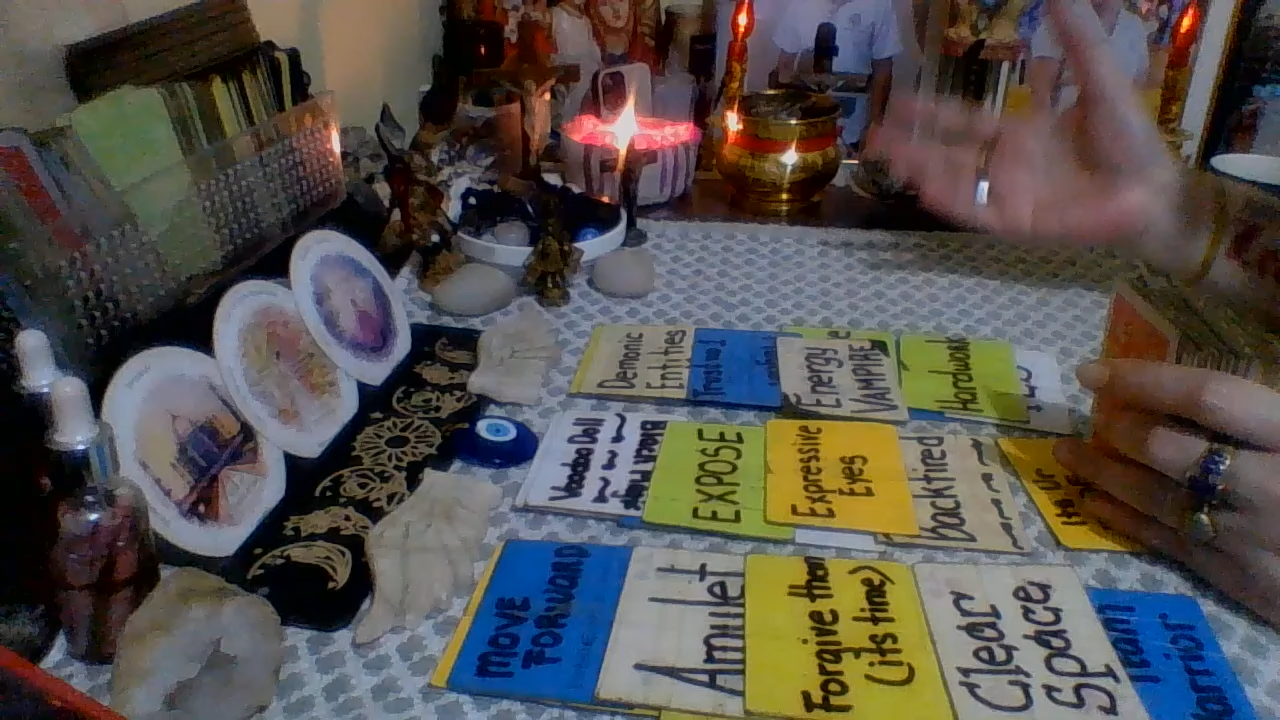 Demonic
Entities
Energy
VAMPIRE
Hardwork
Voodoo Doll
EXPOSE
Expressive
Eyes
backfired
MOVE
FORWARD
Amulet
Forgive them
(its time)
Clear
Space